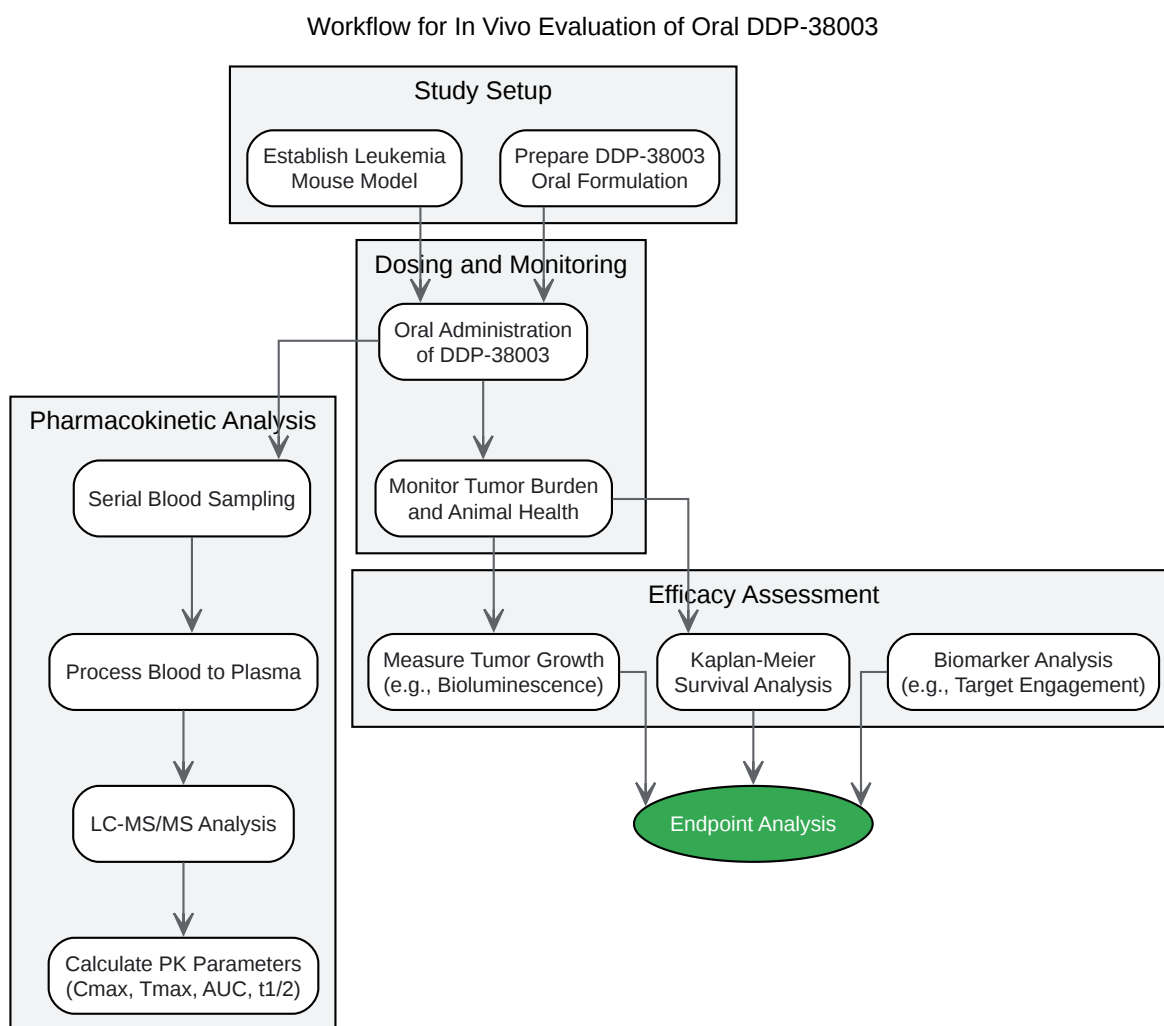 Workflow for In Vivo Evaluation of Oral DDP-38003
Study Setup
Establish Leukemia
Mouse Model
Prepare DDP-38003
Oral Formulation
Dosing and Monitoring
Oral Administration
of DDP-38003
Monitor Tumor Burden
and Animal Health
Pharmacokinetic Analysis
Serial Blood Sampling
Process Blood to Plasma
LC-MS/MS Analysis
Calculate PK Parameters
(Cmax, Tmax, AUC, t1/2)
Efficacy Assessment
Measure Tumor Growth
(e.g., Bioluminescence)
Kaplan-Meier
Survival Analysis
Biomarker Analysis
(e.g., Target Engagement)
Endpoint Analysis